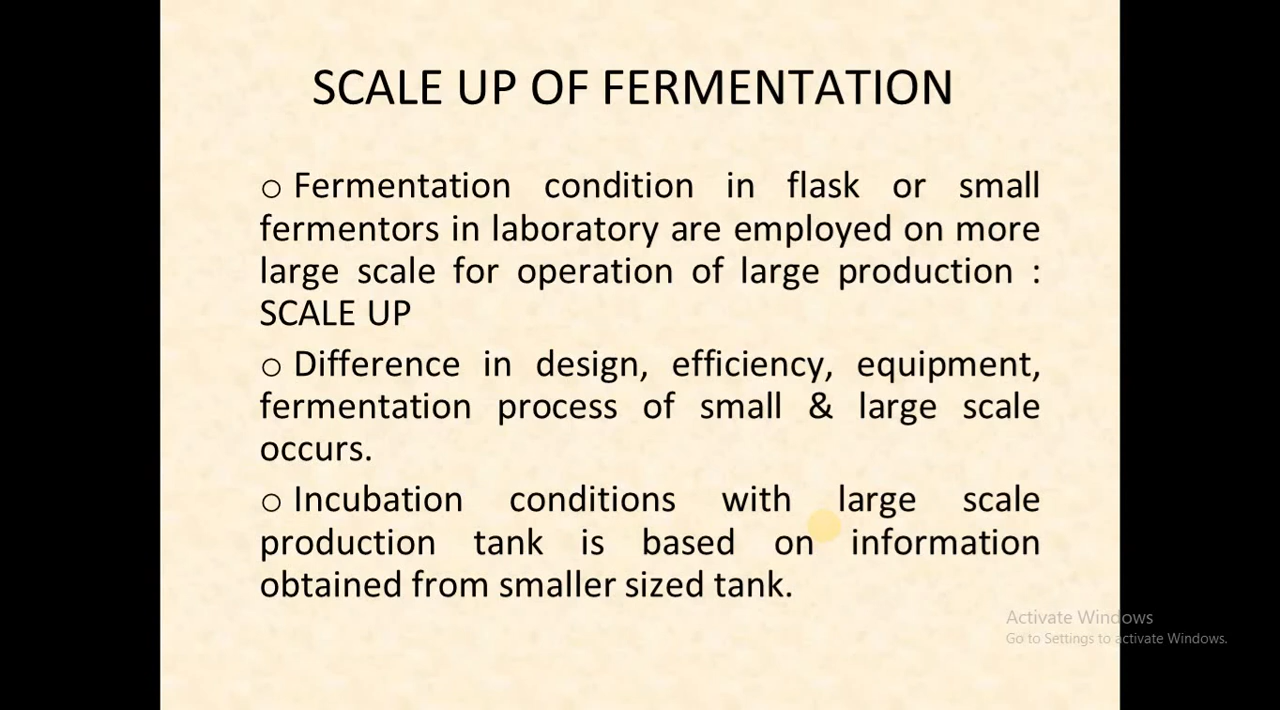 SCALE UP OF FERMENTATION
o Fermentation condition in flask or small
fermentors in laboratory are employed on more
large scale for operation of large production :
SCALE UP
o Difference in design, efficiency, equipment,
fermentation process of small & large scale
occurs.
o Incubation conditions with large scale
production tank is based on information
obtained from smaller sized tank.
Activate Windows
Go to Settings to activate Windows.